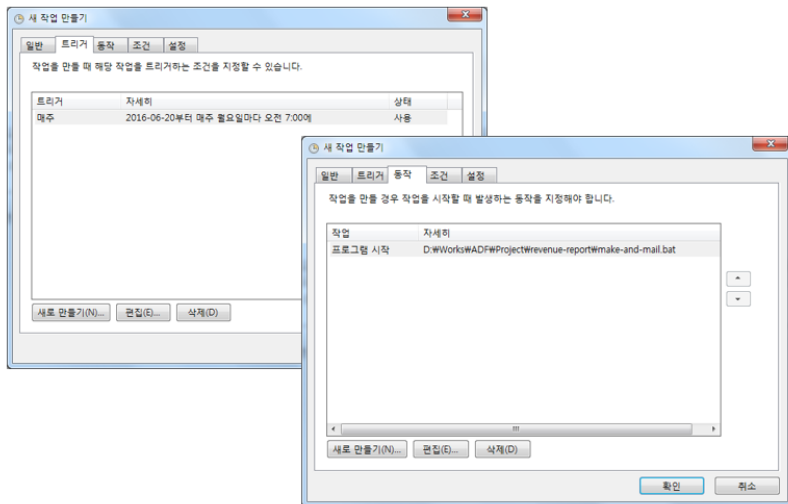 새 작업 만들기
일반 트리거 동작 조건 설정
작업을 만들 때 해당 작업을 트리거하는 조건을 지정할 수 있습니다.
트리거 자세히 상태
매주 2016-06-20부터 매주 월요일마다 오전 7:00에 사용
새로 만들기(N)... 편집(E)... 삭제(D)
새 작업 만들기
일반 트리거 동작 조건 설정
작업을 만들 경우 작업을 시작할 때 발생하는 동작을 지정해야 합니다.
작업 자세히
프로그램 시작 D:₩Works₩ADF₩Project₩revenue-report₩make-and-mail.bat
새로 만들기(N)... 편집(E)... 삭제(D)
확인 취소